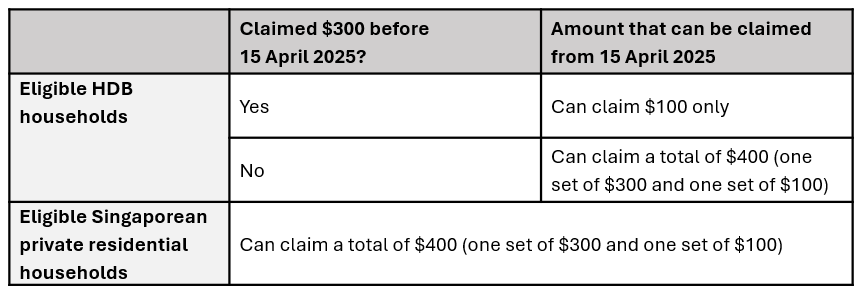 Claimed $300 before
15 April 2025?
Amount that can be claimed
from 15 April 2025
Eligible HDB
households
Yes
Can claim $100 only
No
Can claim a total of $400 (one
set of $300 and one set of $100)
Eligible Singaporean
private residential
households
Can claim a total of $400 (one set of $300 and one set of $100)